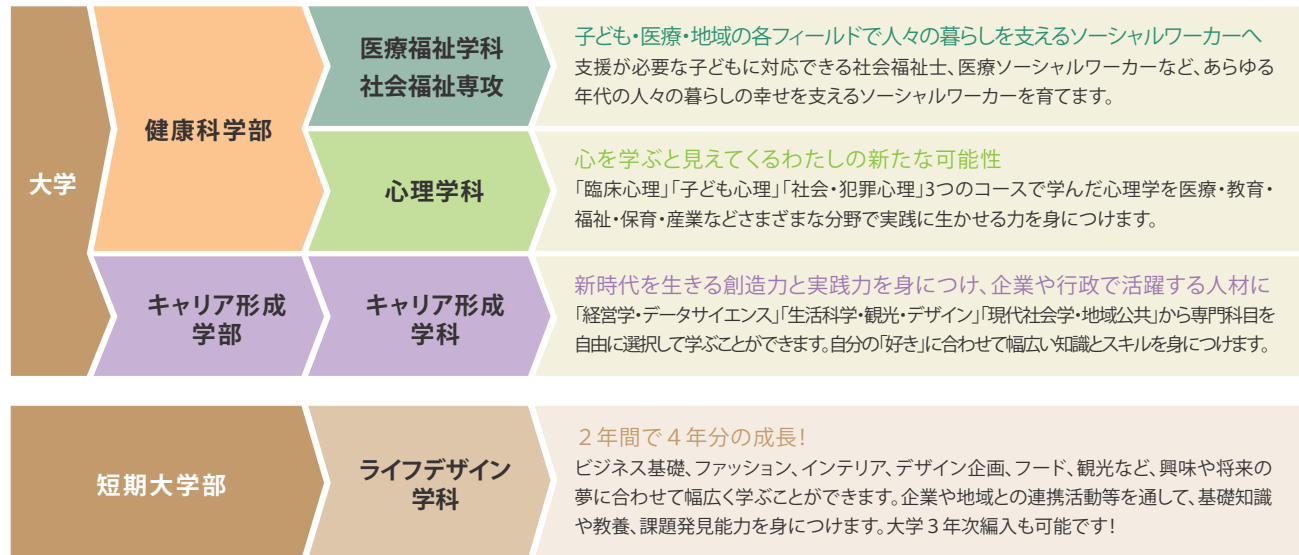 大学
健康科学部
医療福祉学科
社会福祉専攻
子ども・医療・地域の各フィールドで人々の暮らしを支えるソーシャルワーカーへ
支援が必要な子どもに対応できる社会福祉士、医療ソーシャルワーカーなど、あらゆる
年代の人々の暮らしの幸せを支えるソーシャルワーカーを育てます。
心理学科
心を学ぶと見えてくるわたしの新たな可能性
「臨床心理」「子ども心理」「社会・犯罪心理」3つのコースで学んだ心理学を医療・教育・
福祉・保育・産業などさまざまな分野で実践に生かせる力を身につけます。
キャリア形成
学部
キャリア形成
学科
新時代を生きる創造力と実践力を身につけ、企業や行政で活躍する人材に
「経営学・データサイエンス」「生活科学・観光・デザイン」「現代社会学・地域公共」から専門科目を
自由に選択して学ぶことができます。自分の「好き」に合わせて幅広い知識とスキルを身につけます。
短期大学部
ライフデザイン
学科
2年間で4年分の成長!
ビジネス基礎、ファッション、インテリア、デザイン企画、フード、観光など、興味や将来の
夢に合わせて幅広く学ぶことができます。企業や地域との連携活動等を通して、基礎知識
や教養、課題発見能力を身につけます。大学3年次編入も可能です!